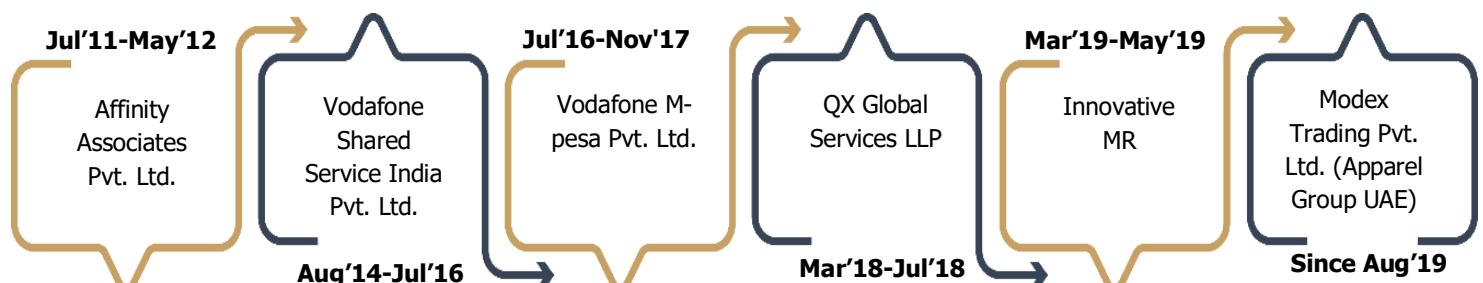 Jul’11-May’12
Affinity
Associates
Pvt. Ltd.
Vodafone
Shared
Service India
Pvt. Ltd.
Aug’14-Jul’16
Jul’16-Nov'17
Vodafone M-
pesa Pvt. Ltd.
QX Global
Services LLP
Mar’18-Jul’18
Mar’19-May’19
Innovative
MR
Modex
Trading Pvt.
Ltd. (Apparel
Group UAE)
Since Aug’19